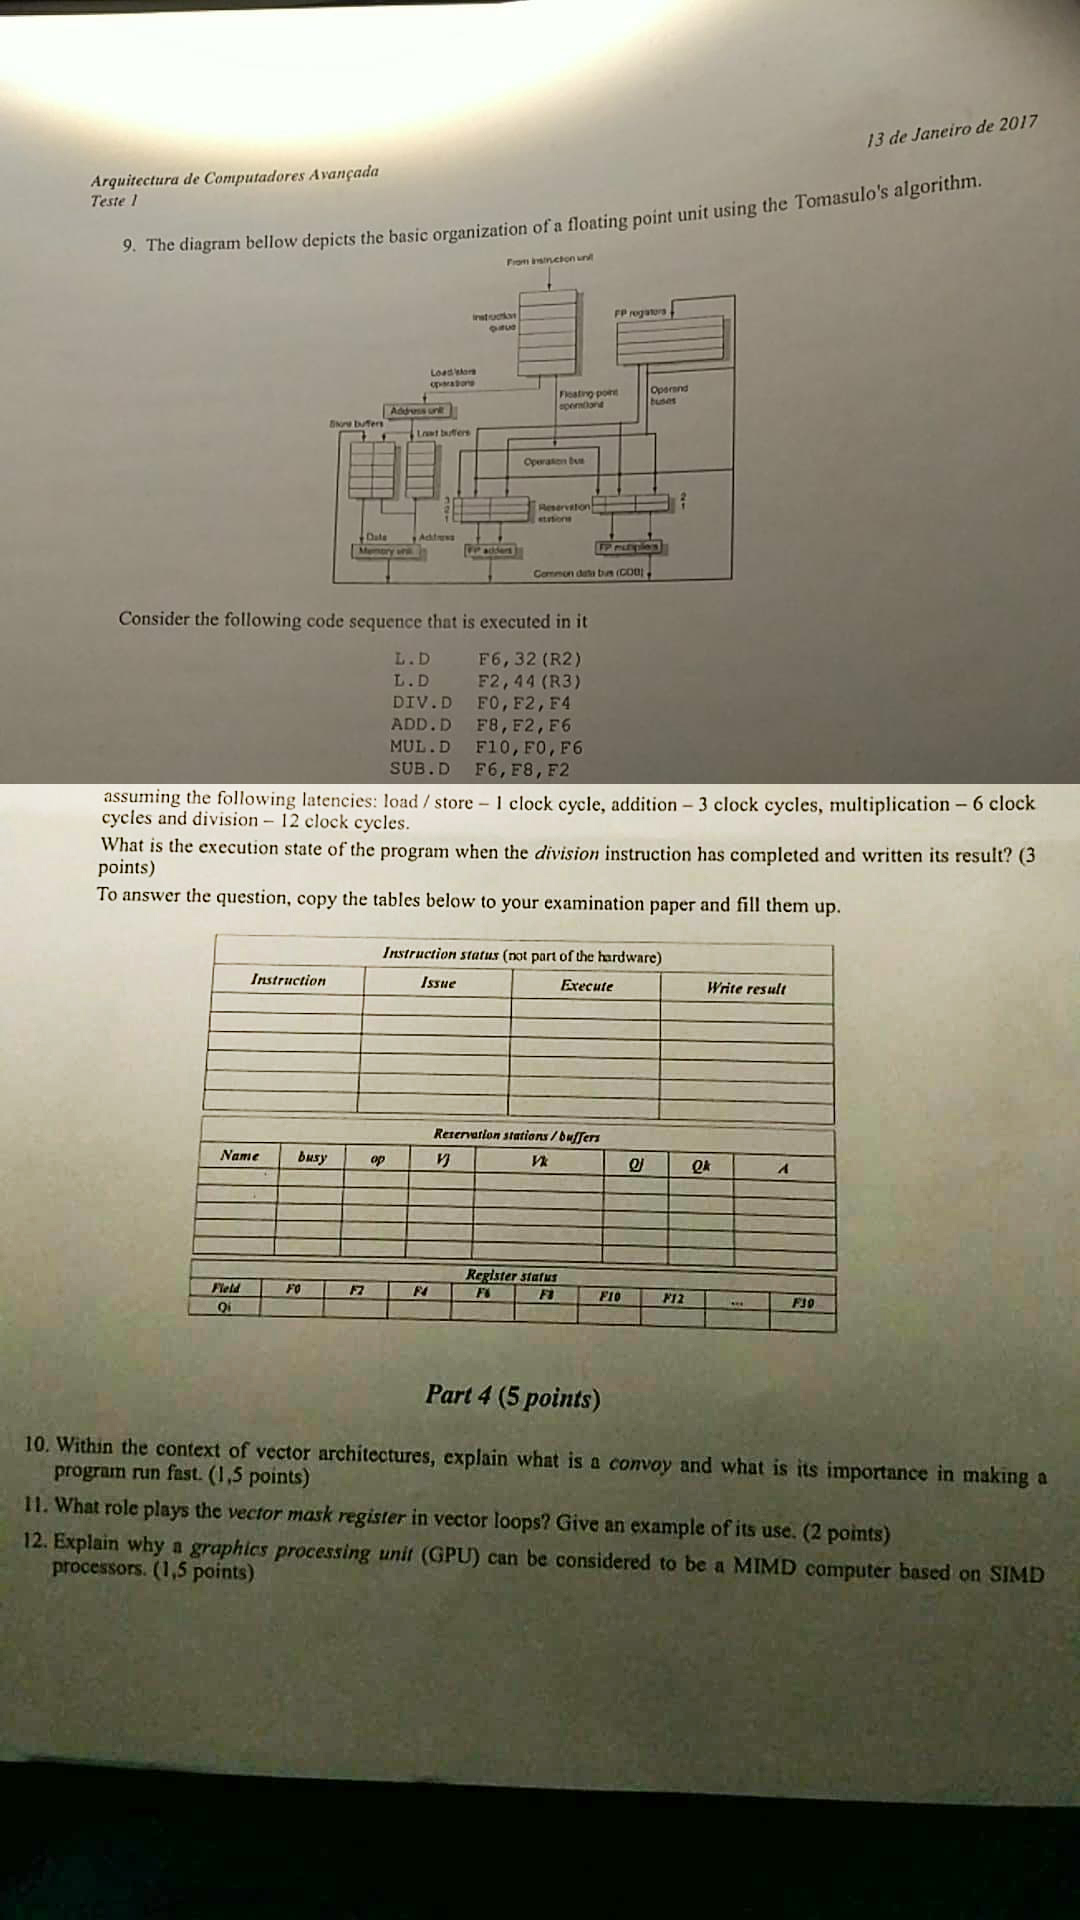 13 de Janeiro de 2017
Arquitectura de Computadores Avançada
Teste 1
9. The diagram bellow depicts the basic organization of a floating point unit using the Tomasulo's algorithm.
From instruction unit
Instruction
queue
FP registers
Load/store
operations
Floating point
operations
Operand
buses
Address unit
Store buffers
Load buffers
Operation bus
3
2
1
Reservation
stations
2
1
Data
Address
Memory unit
FP adders
FP multipliers
Common data bus (CDB)
Consider the following code sequence that is executed in it
L.D F6,32(R2)
L.D F2,44(R3)
DIV.D F0,F2,F4
ADD.D F8,F2,F6
MUL.D F10,F0,F6
SUB.D F6,F8,F2
assuming the following latencies: load / store – 1 clock cycle, addition – 3 clock cycles, multiplication – 6 clock
cycles and division – 12 clock cycles.
What is the execution state of the program when the division instruction has completed and written its result? (3
points)
To answer the question, copy the tables below to your examination paper and fill them up.
Instruction status (not part of the hardware)
Instruction Issue Execute Write result
Reservation stations / buffers
Name busy op Vj Vk Qj Qk A
Register status
Field F0 F2 F4 F6 F8 F10 F12 ... F30
Qi
Part 4 (5 points)
10. Within the context of vector architectures, explain what is a convoy and what is its importance in making a
program run fast. (1,5 points)
11. What role plays the vector mask register in vector loops? Give an example of its use. (2 points)
12. Explain why a graphics processing unit (GPU) can be considered to be a MIMD computer based on SIMD
processors. (1,5 points)